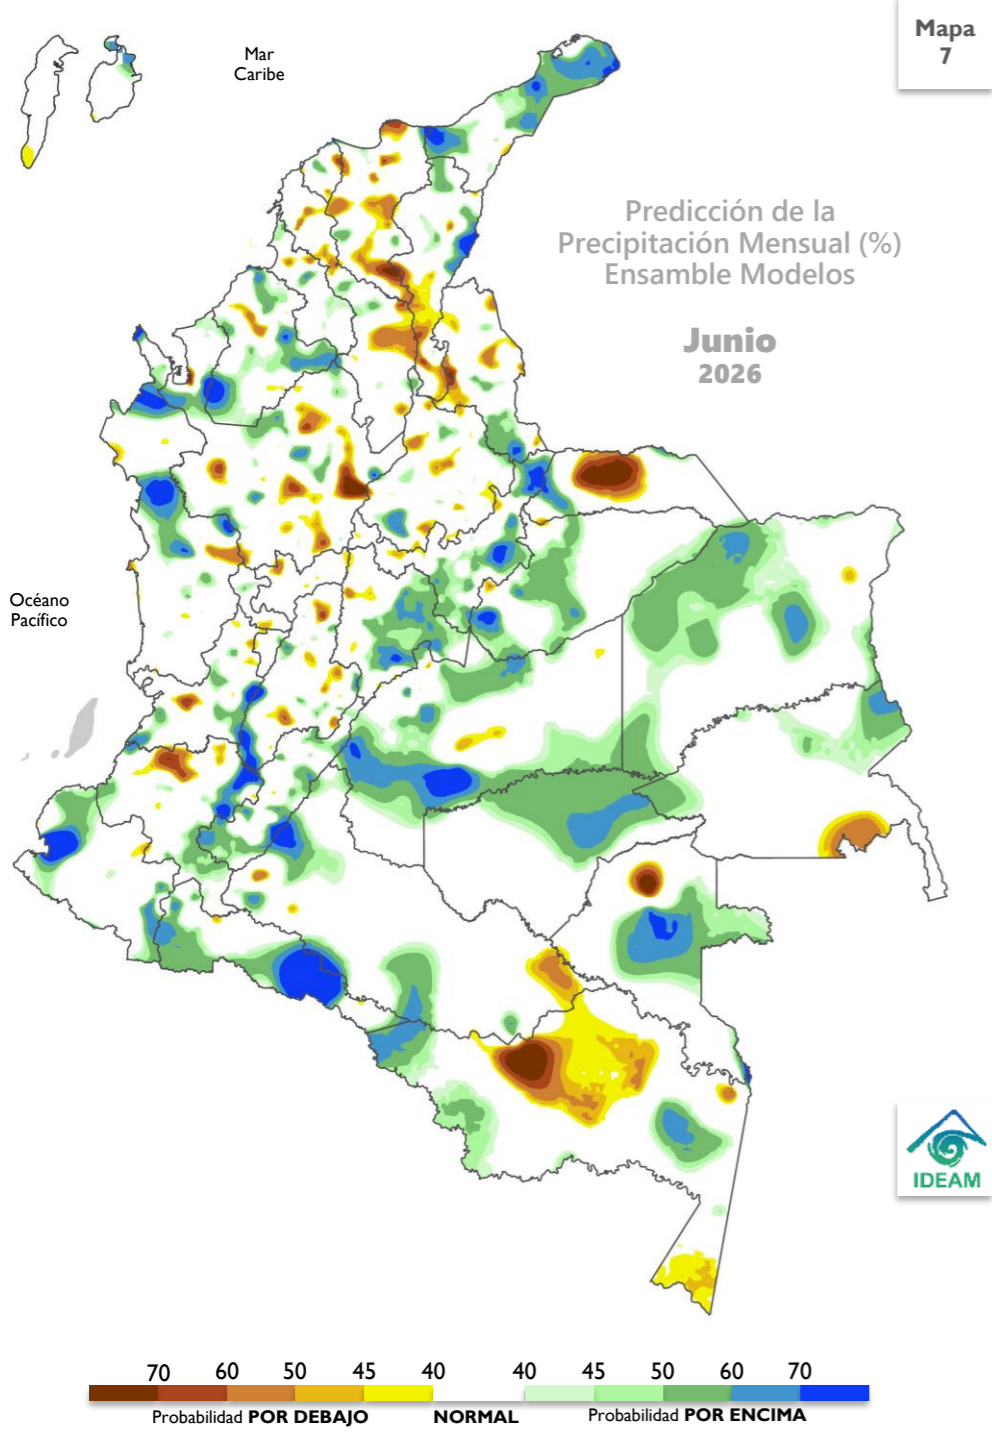 Mapa
7
Mar
Caribe
Predicción de la
Precipitación Mensual (%)
Ensamble Modelos
Junio
2026
Océano
Pacífico
IDEAM
70 60 50 45 40 40 45 50 60 70
Probabilidad POR DEBAJO NORMAL Probabilidad POR ENCIMA